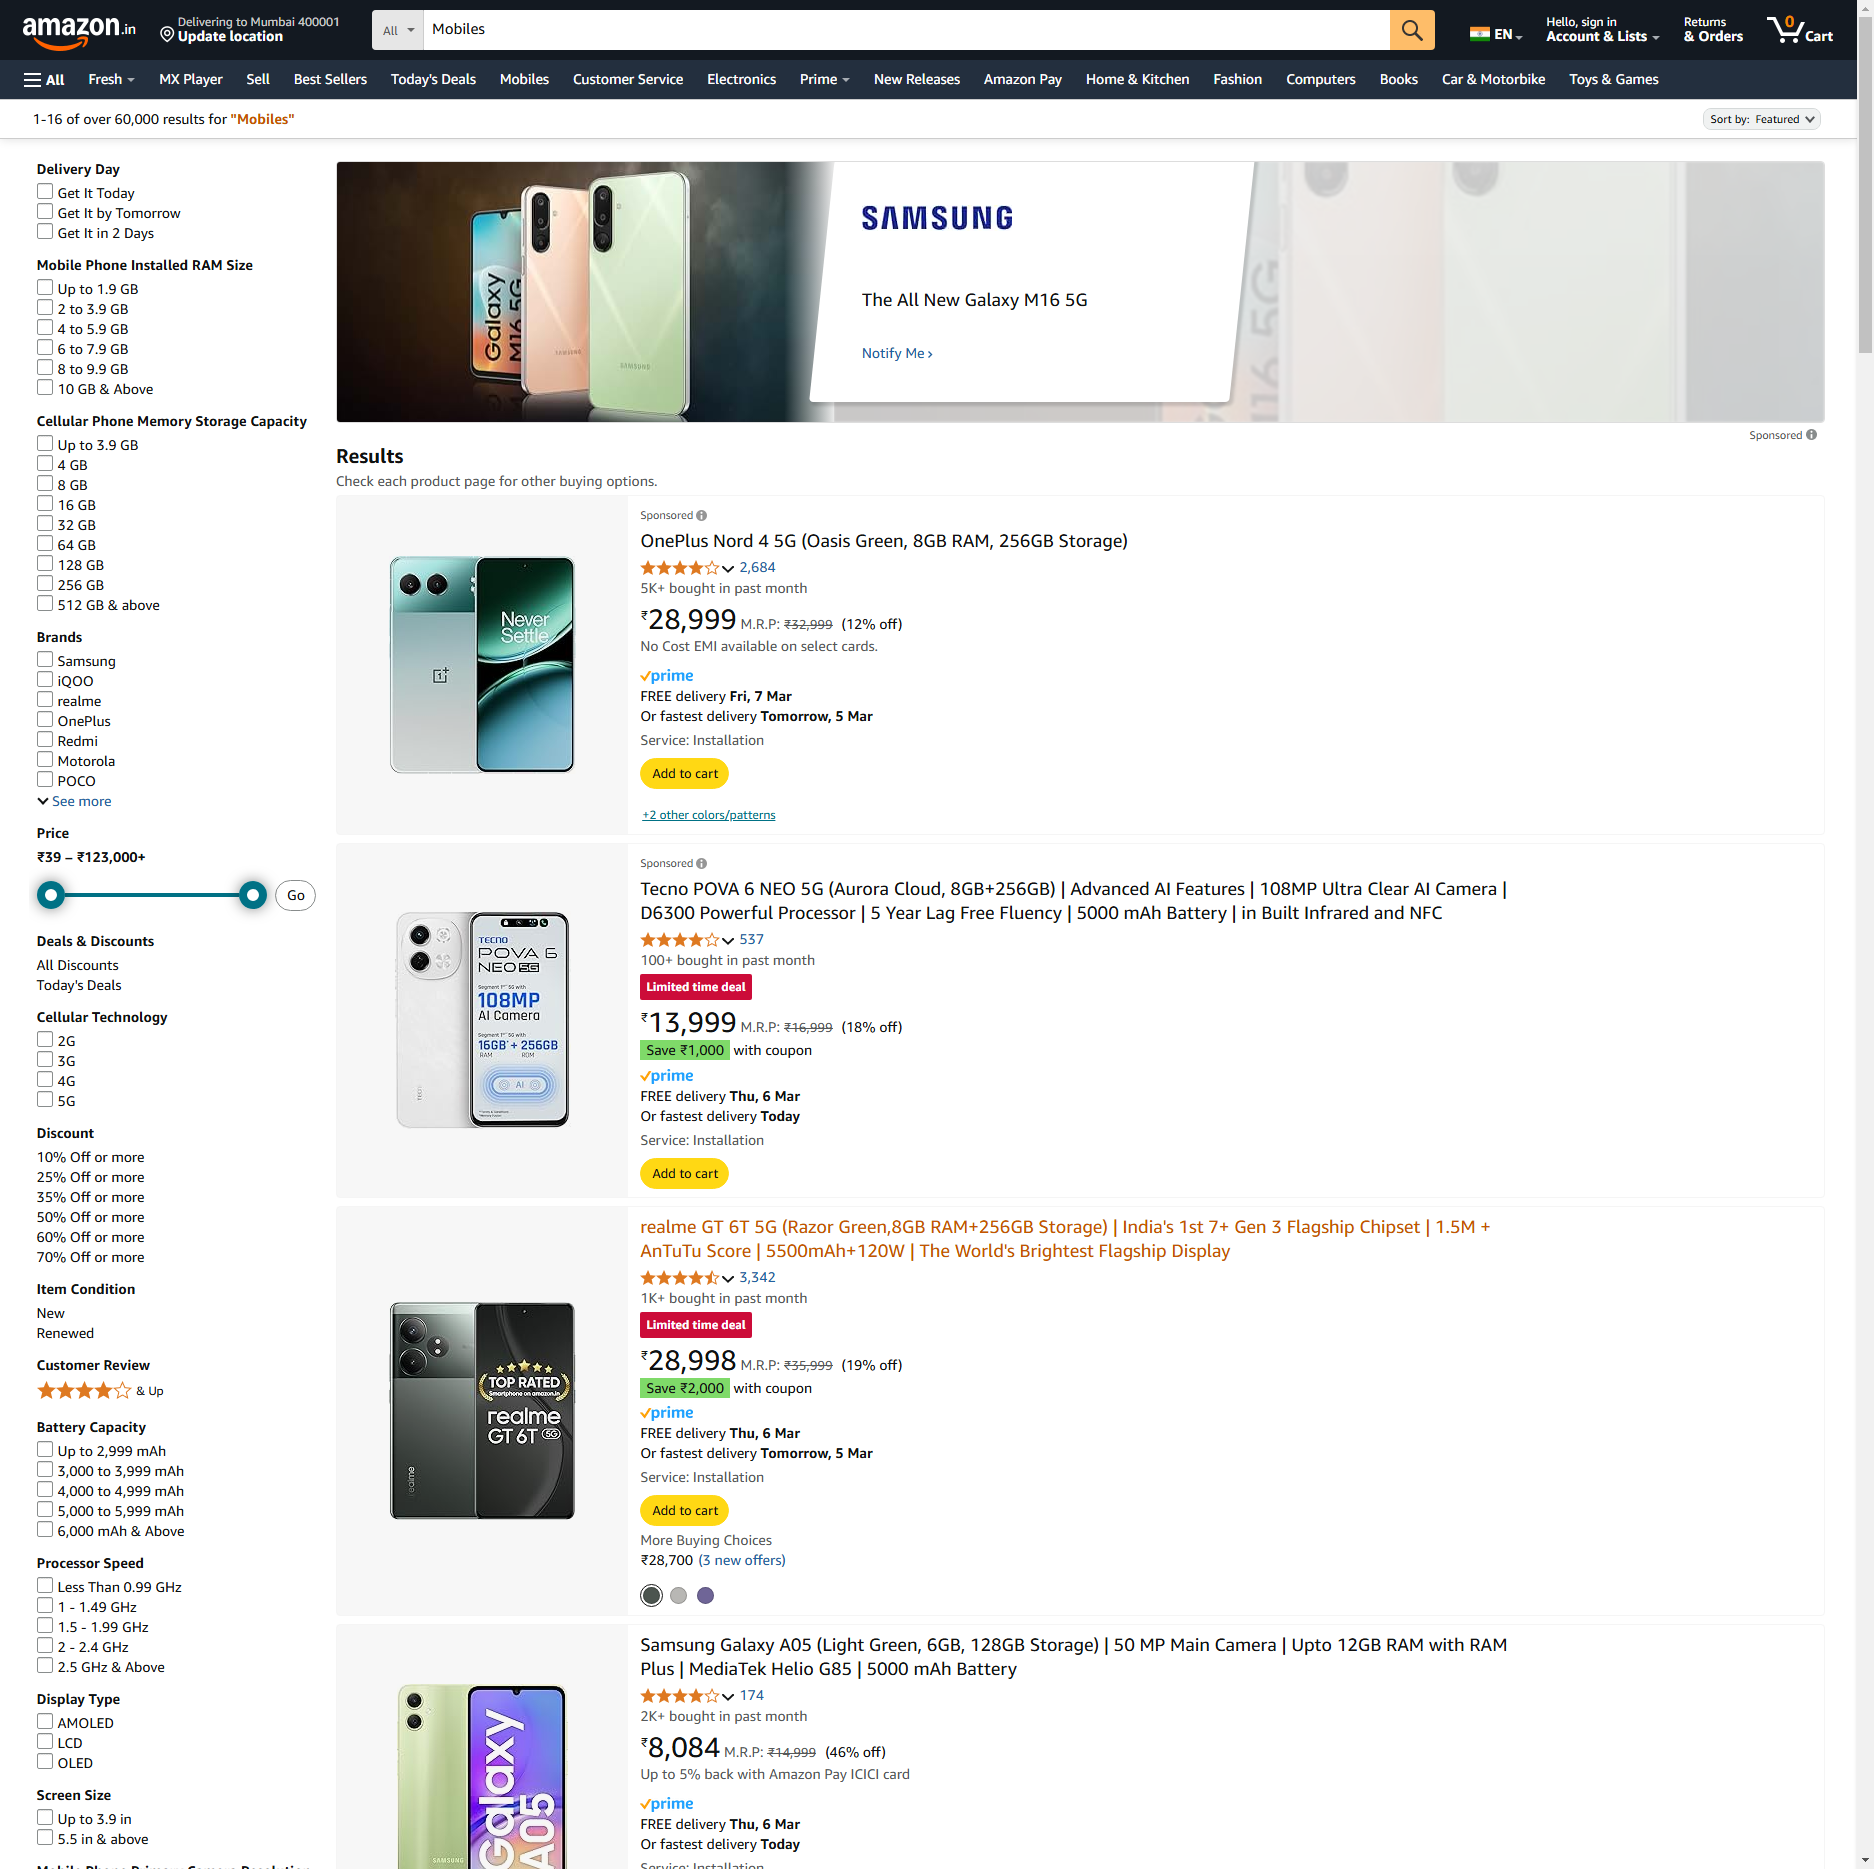 amazon.in
Delivering to Mumbai 400001
Update location
All
Mobiles
EN
Hello, sign in
Account & Lists
Returns
& Orders
0
Cart
All
Fresh
MX Player
Sell
Best Sellers
Today's Deals
Mobiles
Customer Service
Electronics
Prime
New Releases
Amazon Pay
Home & Kitchen
Fashion
Computers
Books
Car & Motorbike
Toys & Games
1-16 of over 60,000 results for "Mobiles"
Sort by: Featured
Delivery Day
Get It Today
Get It by Tomorrow
Get It in 2 Days
Mobile Phone Installed RAM Size
Up to 1.9 GB
2 to 3.9 GB
4 to 5.9 GB
6 to 7.9 GB
8 to 9.9 GB
10 GB & Above
Cellular Phone Memory Storage Capacity
Up to 3.9 GB
4 GB
8 GB
16 GB
32 GB
64 GB
128 GB
256 GB
512 GB & above
Brands
Samsung
iQOO
realme
OnePlus
Redmi
Motorola
POCO
See more
Price
₹39 – ₹123,000+
Go
Deals & Discounts
All Discounts
Today's Deals
Cellular Technology
2G
3G
4G
5G
Discount
10% Off or more
25% Off or more
35% Off or more
50% Off or more
60% Off or more
70% Off or more
Item Condition
New
Renewed
Customer Review
& Up
Battery Capacity
Up to 2,999 mAh
3,000 to 3,999 mAh
4,000 to 4,999 mAh
5,000 to 5,999 mAh
6,000 mAh & Above
Processor Speed
Less Than 0.99 GHz
1 - 1.49 GHz
1.5 - 1.99 GHz
2 - 2.4 GHz
2.5 GHz & Above
Display Type
AMOLED
LCD
OLED
Screen Size
Up to 3.9 in
5.5 in & above
Galaxy
M16 5G
SAMSUNG
SAMSUNG
SAMSUNG
The All New Galaxy M16 5G
Notify Me ›
M16 5G
Sponsored
Results
Check each product page for other buying options.
Never
Settle
Sponsored
OnePlus Nord 4 5G (Oasis Green, 8GB RAM, 256GB Storage)
2,684
5K+ bought in past month
₹28,999 M.R.P: ₹32,999 (12% off)
No Cost EMI available on select cards.
prime
FREE delivery Fri, 7 Mar
Or fastest delivery Tomorrow, 5 Mar
Service: Installation
Add to cart
+2 other colors/patterns
TECNO
POVA 6
NEO 5G
108MP
AI Camera
16GB* + 256GB
RAM ROM
AI
Sponsored
Tecno POVA 6 NEO 5G (Aurora Cloud, 8GB+256GB) | Advanced AI Features | 108MP Ultra Clear AI Camera |
D6300 Powerful Processor | 5 Year Lag Free Fluency | 5000 mAh Battery | in Built Infrared and NFC
537
100+ bought in past month
Limited time deal
₹13,999 M.R.P: ₹16,999 (18% off)
Save ₹1,000 with coupon
prime
FREE delivery Thu, 6 Mar
Or fastest delivery Today
Service: Installation
Add to cart
TOP RATED
Smartphone on amazon.in
realme
GT 6T 5G
realme
realme GT 6T 5G (Razor Green,8GB RAM+256GB Storage) | India's 1st 7+ Gen 3 Flagship Chipset | 1.5M +
AnTuTu Score | 5500mAh+120W | The World's Brightest Flagship Display
3,342
1K+ bought in past month
Limited time deal
₹28,998 M.R.P: ₹35,999 (19% off)
Save ₹2,000 with coupon
prime
FREE delivery Thu, 6 Mar
Or fastest delivery Tomorrow, 5 Mar
Service: Installation
Add to cart
More Buying Choices
₹28,700 (3 new offers)
Galaxy
A05
SAMSUNG
Samsung Galaxy A05 (Light Green, 6GB, 128GB Storage) | 50 MP Main Camera | Upto 12GB RAM with RAM
Plus | MediaTek Helio G85 | 5000 mAh Battery
174
2K+ bought in past month
₹8,084 M.R.P: ₹14,999 (46% off)
Up to 5% back with Amazon Pay ICICI card
prime
FREE delivery Thu, 6 Mar
Or fastest delivery Today
Service: Installation